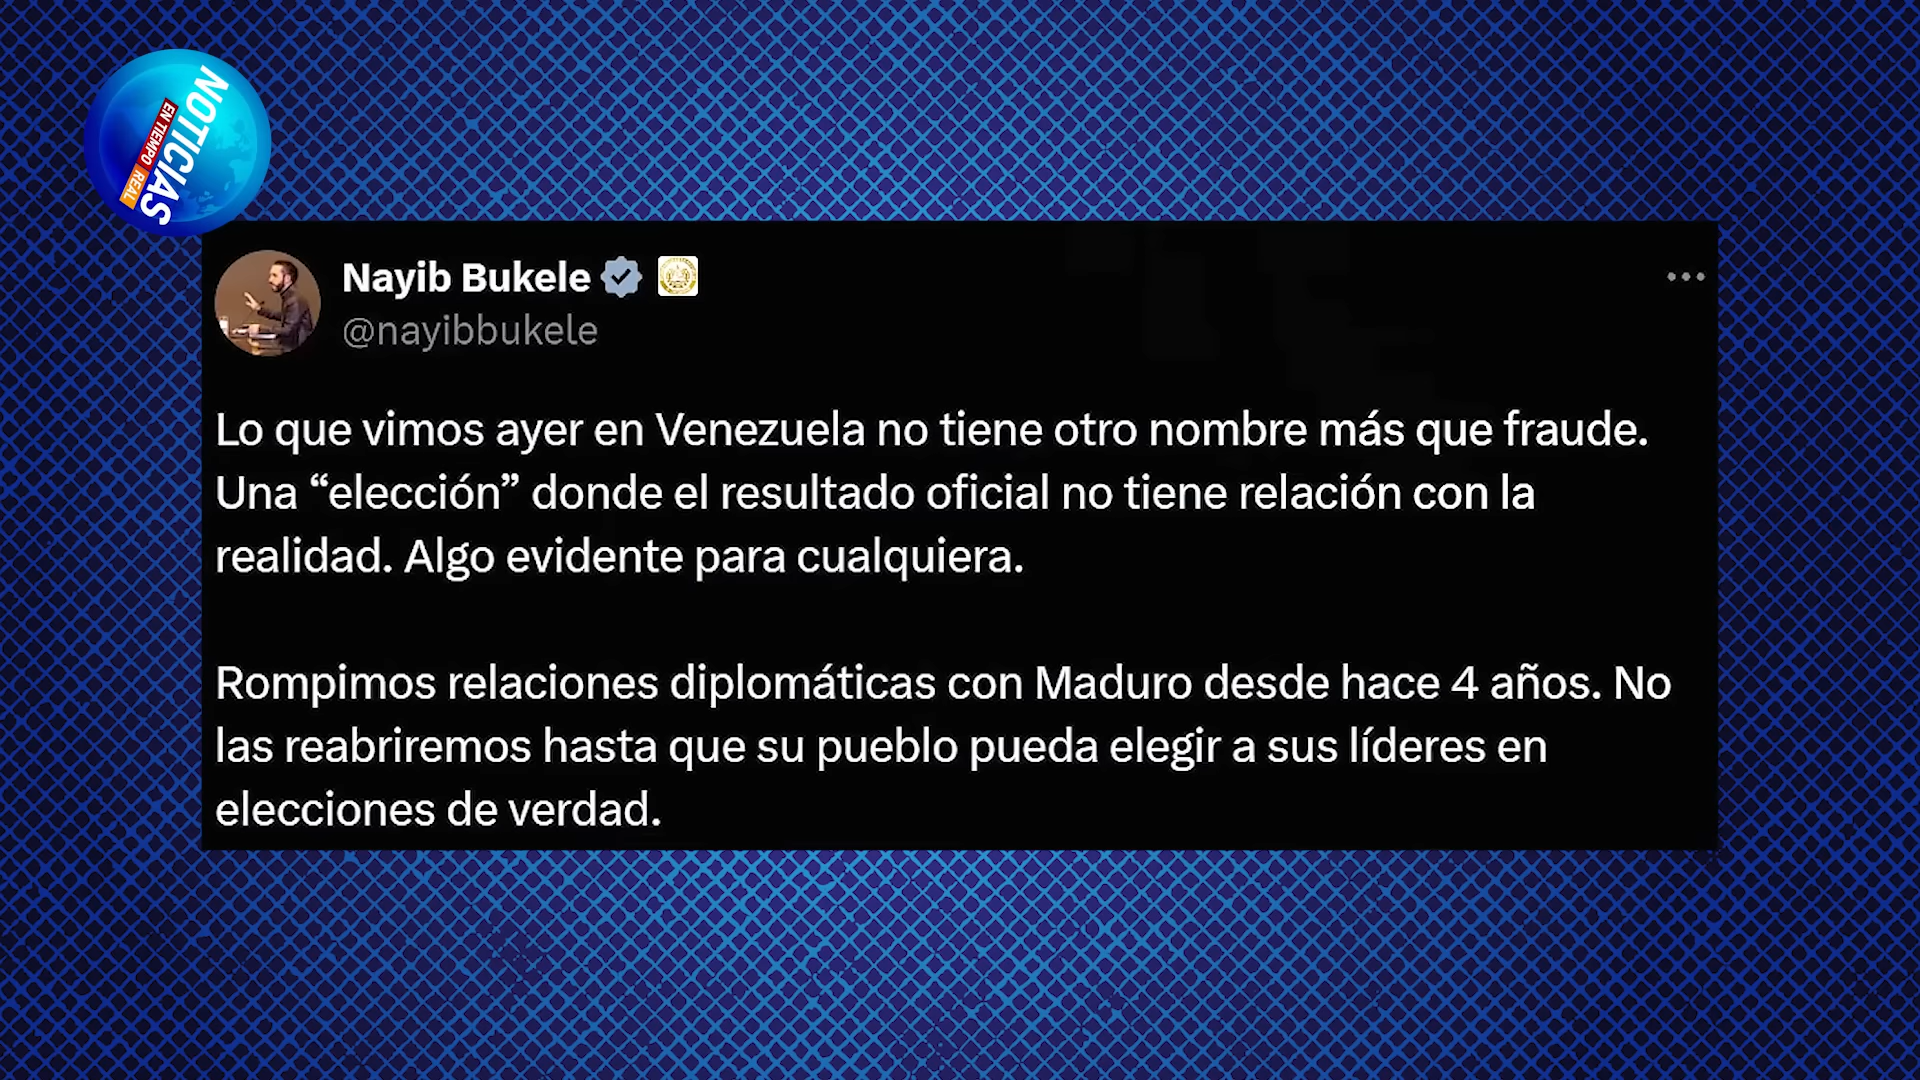 NOTICIAS
EN TIEMPO REAL
Nayib Bukele
@nayibbukele
Lo que vimos ayer en Venezuela no tiene otro nombre más que fraude.
Una “elección” donde el resultado oficial no tiene relación con la
realidad. Algo evidente para cualquiera.
Rompimos relaciones diplomáticas con Maduro desde hace 4 años. No
las reabriremos hasta que su pueblo pueda elegir a sus líderes en
elecciones de verdad.